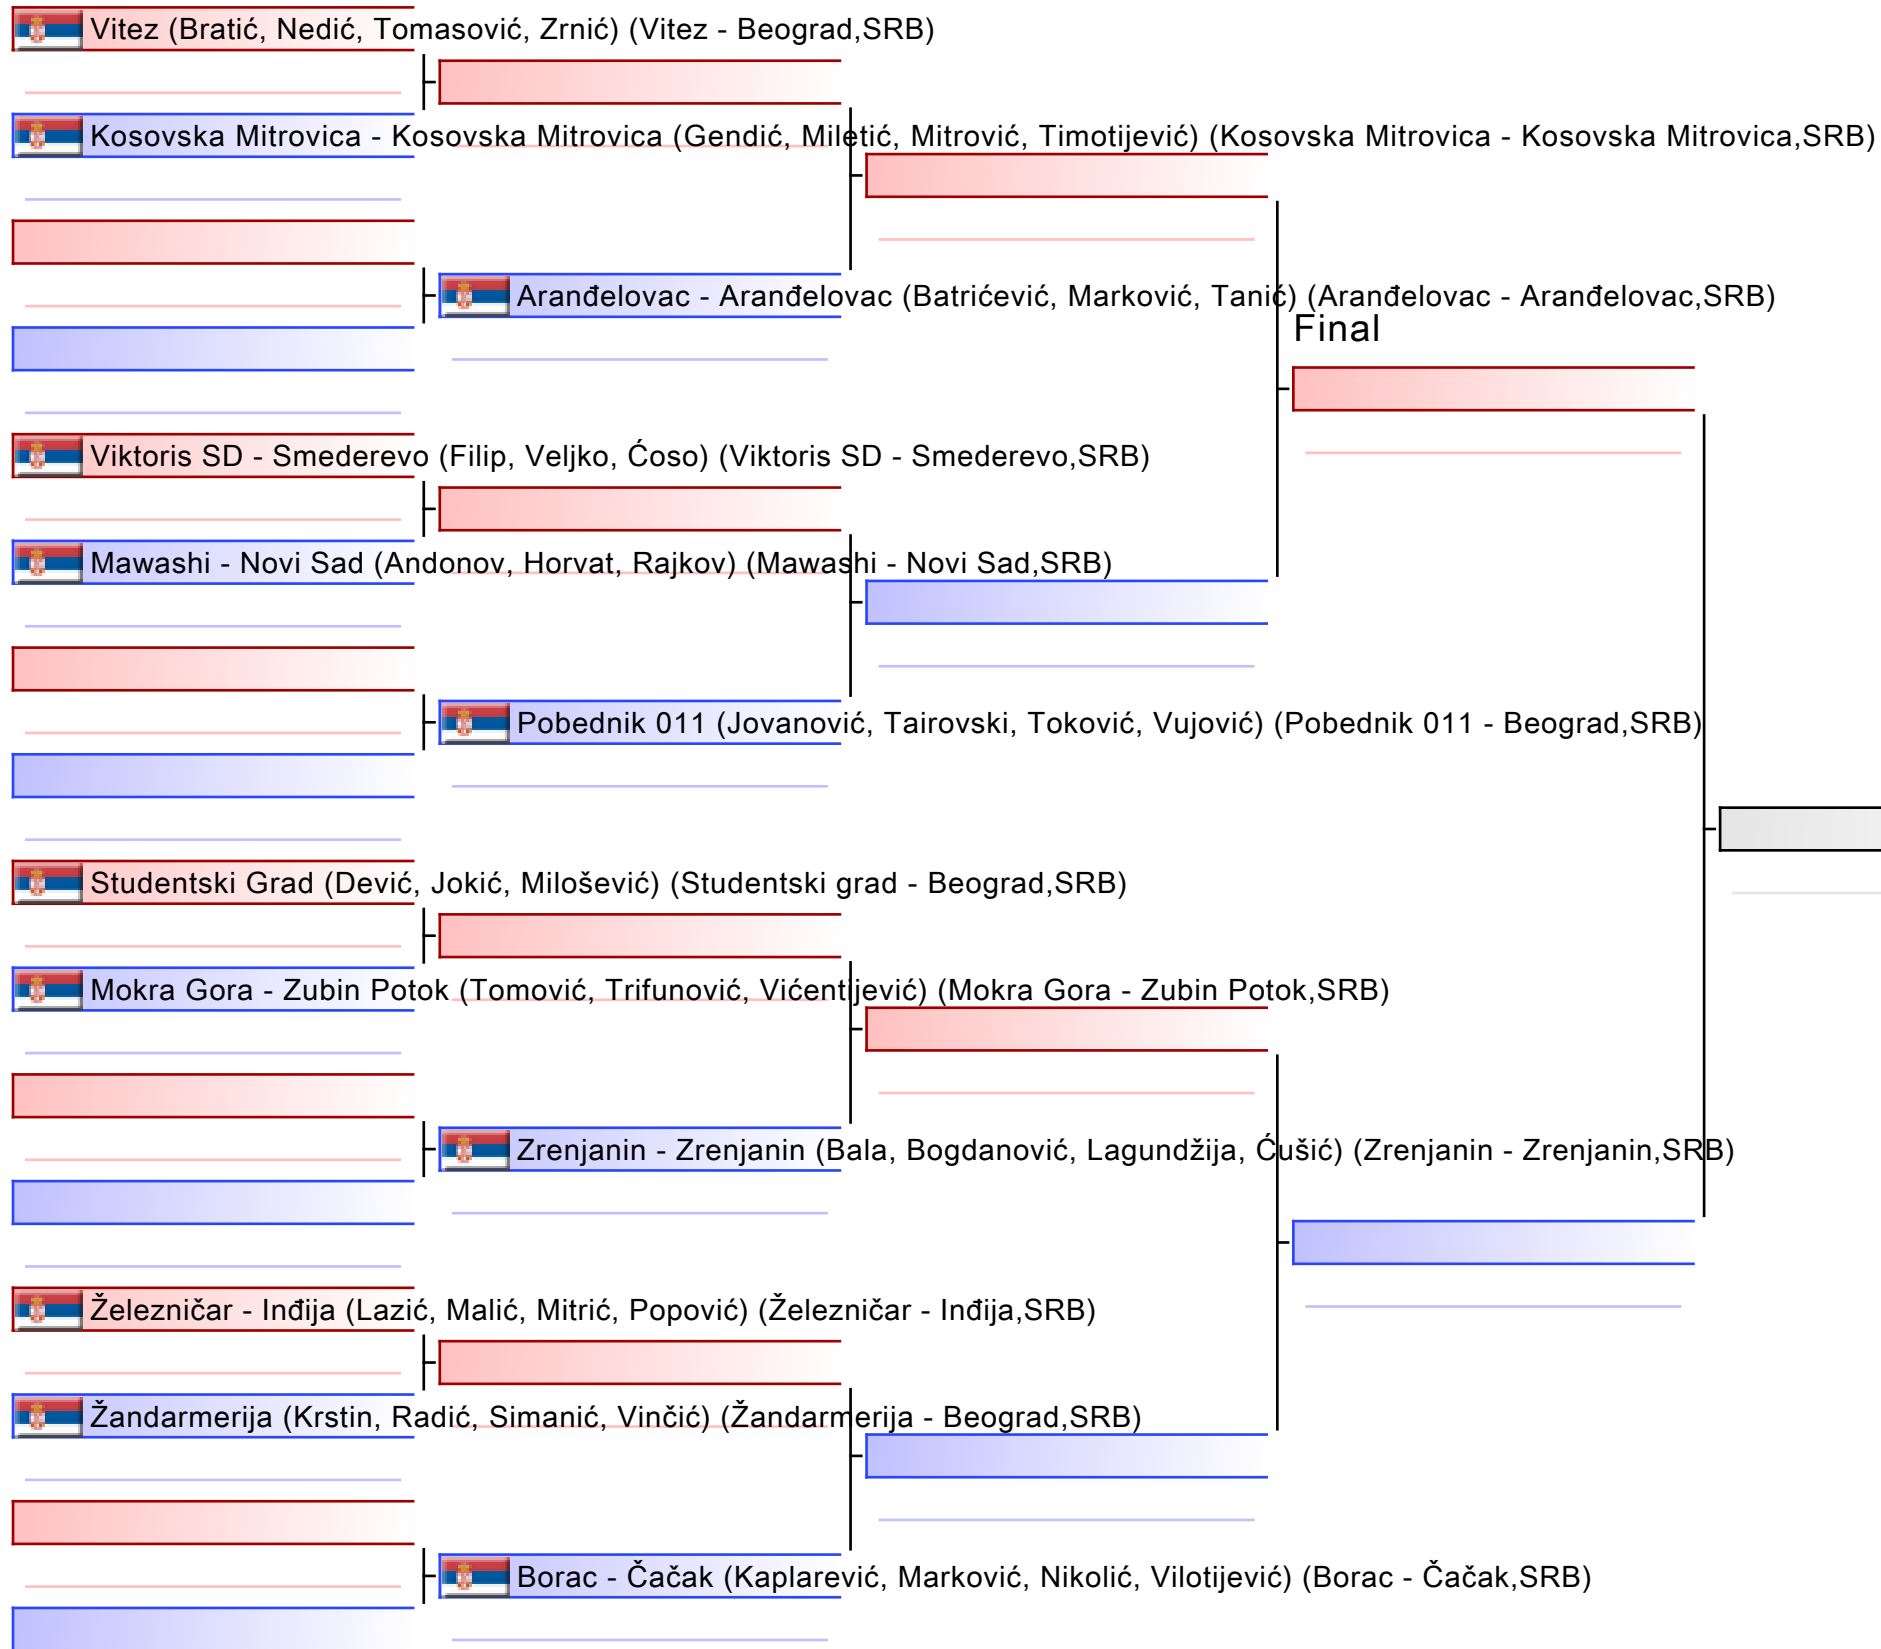 Vitez (Bratić, Nedić, Tomasović, Zrnić) (Vitez - Beograd,SRB)
Kosovska Mitrovica - Kosovska Mitrovica (Gendić, Miletić, Mitrović, Timotijević) (Kosovska Mitrovica - Kosovska Mitrovica,SRB)
Aranđelovac - Aranđelovac (Batrićević, Marković, Tanić) (Aranđelovac - Aranđelovac,SRB)
Final
Viktoris SD - Smederevo (Filip, Veljko, Ćoso) (Viktoris SD - Smederevo,SRB)
Mawashi - Novi Sad (Andonov, Horvat, Rajkov) (Mawashi - Novi Sad,SRB)
Pobednik 011 (Jovanović, Tairovski, Toković, Vujović) (Pobednik 011 - Beograd,SRB)
Studentski Grad (Dević, Jokić, Milošević) (Studentski grad - Beograd,SRB)
Mokra Gora - Zubin Potok (Tomović, Trifunović, Vićentijević) (Mokra Gora - Zubin Potok,SRB)
Zrenjanin - Zrenjanin (Bala, Bogdanović, Lagundžija, Ćušić) (Zrenjanin - Zrenjanin,SRB)
Železničar - Inđija (Lazić, Malić, Mitrić, Popović) (Železničar - Inđija,SRB)
Žandarmerija (Krstin, Radić, Simanić, Vinčić) (Žandarmerija - Beograd,SRB)
Borac - Čačak (Kaplarević, Marković, Nikolić, Vilotijević) (Borac - Čačak,SRB)